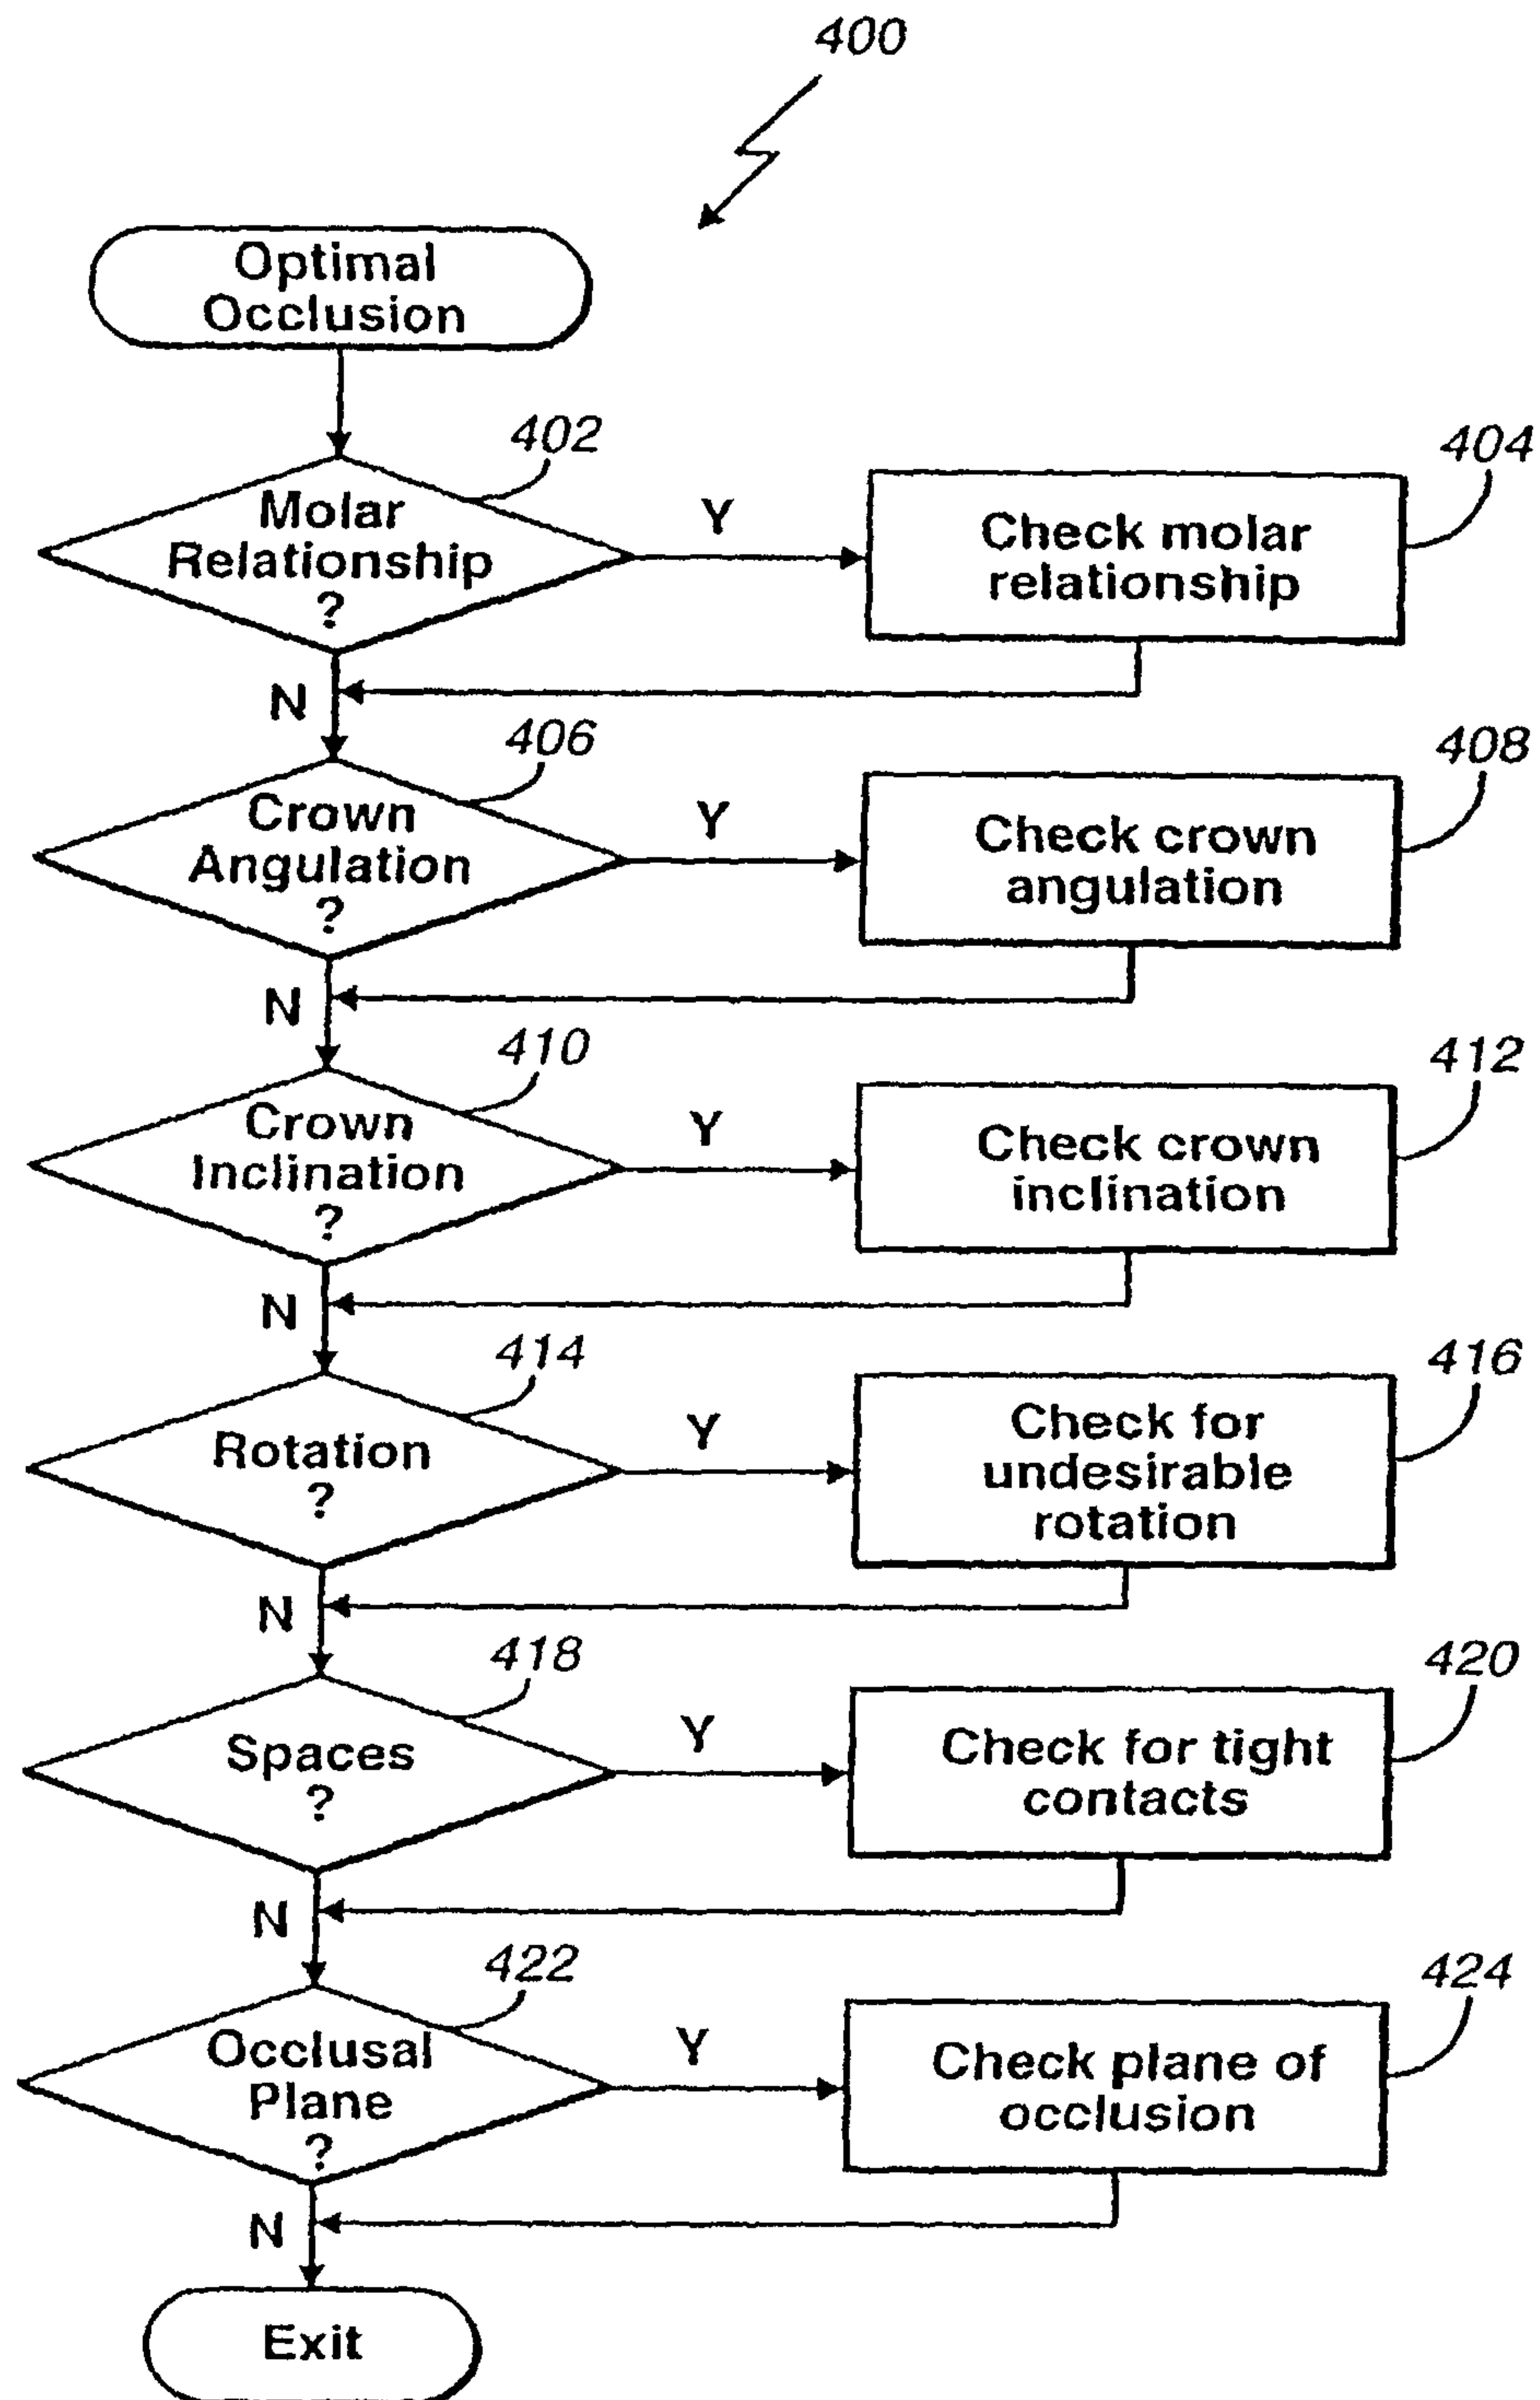 400
Optimal
Occlusion
402
Molar
Relationship
?
Y
404
Check molar
relationship
N
406
Crown
Angulation
?
Y
408
Check crown
angulation
N
410
Crown
Inclination
?
Y
412
Check crown
inclination
N
414
Rotation
?
Y
416
Check for
undesirable
rotation
N
418
Spaces
?
Y
420
Check for tight
contacts
N
422
Occlusal
Plane
?
Y
424
Check plane of
occlusion
N
Exit